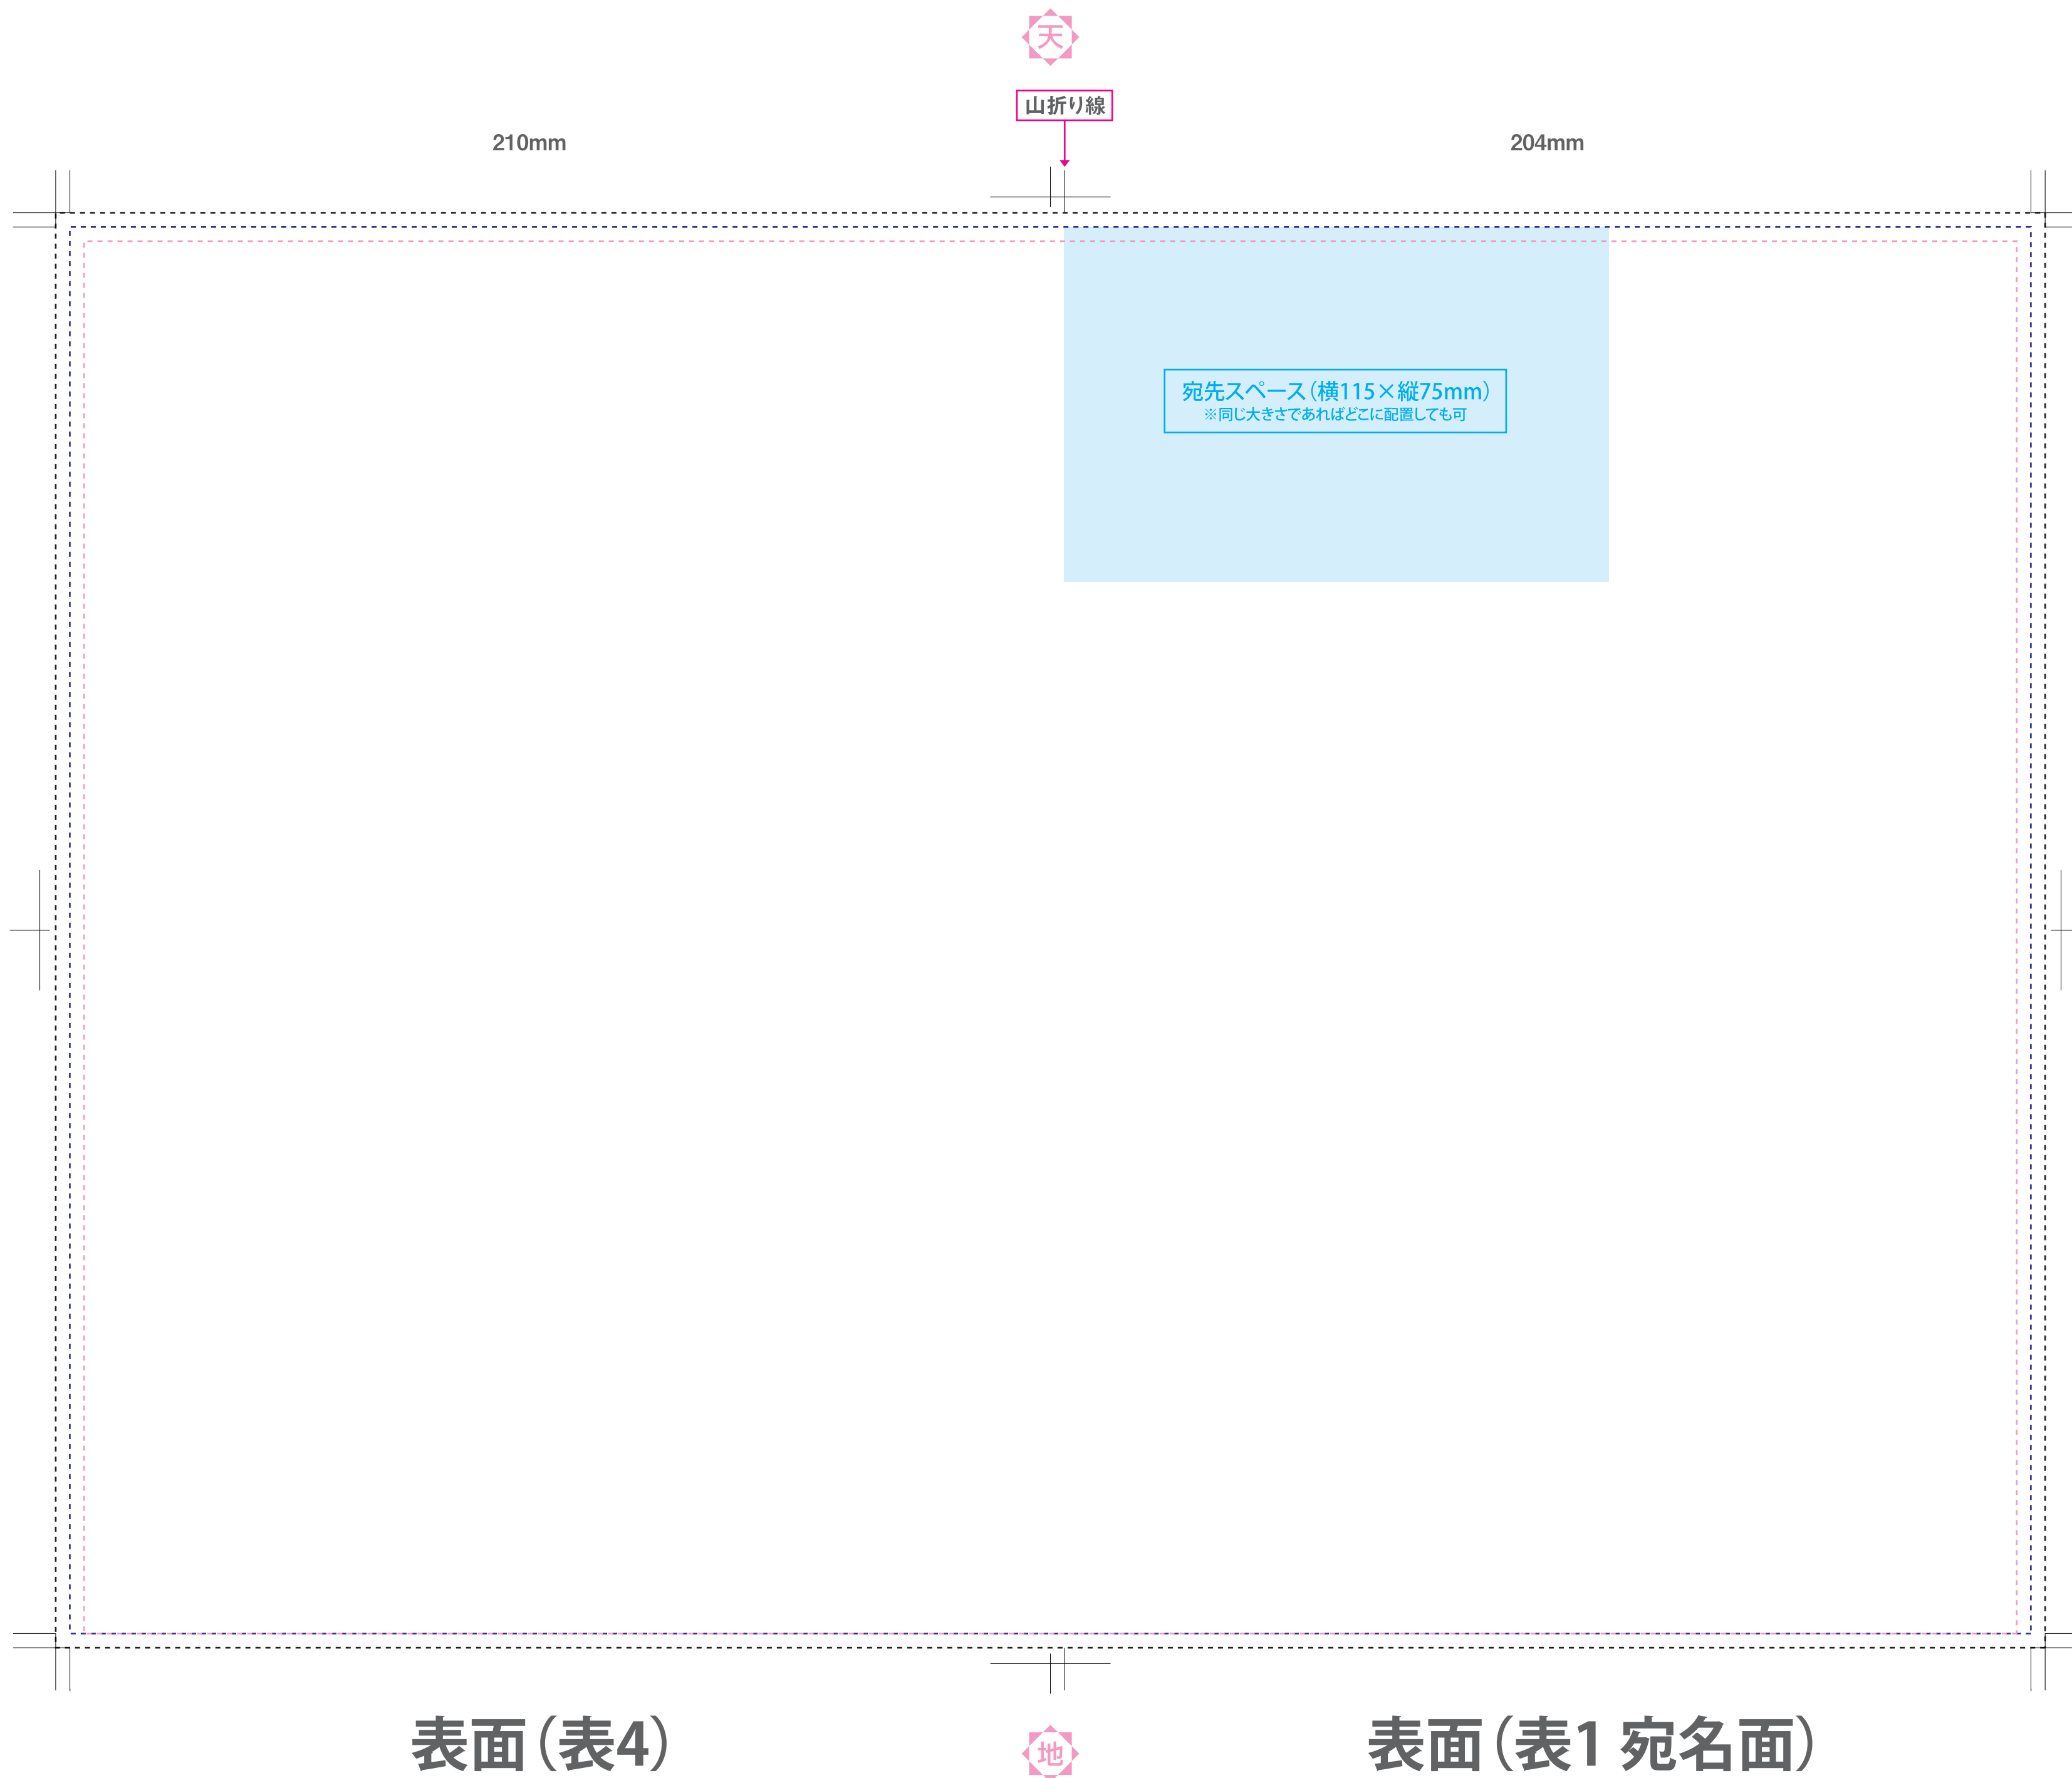 天
山折り線
210mm
204mm
宛先スペース（横115×縦75mm）
※同じ大きさであればどこに配置しても可
表面（表4）
地
表面（表1 宛名面）